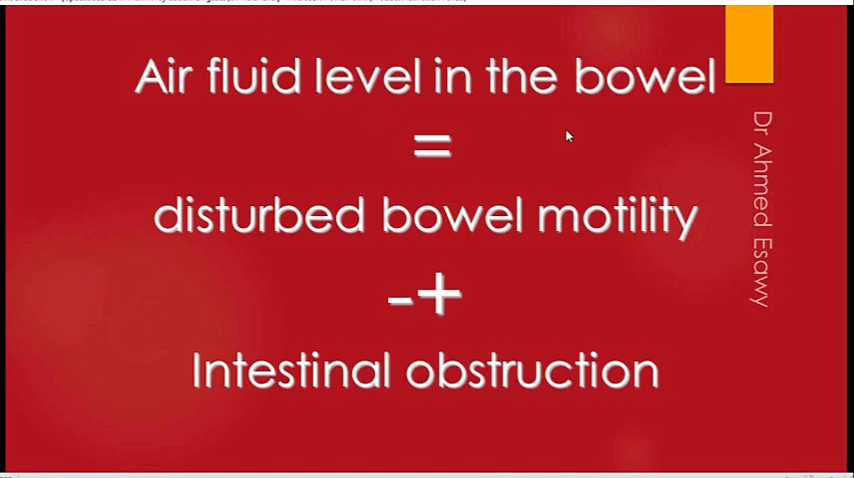 Air fluid level in the bowel
=
disturbed bowel motility
-+
Intestinal obstruction
Dr Ahmed Esawy